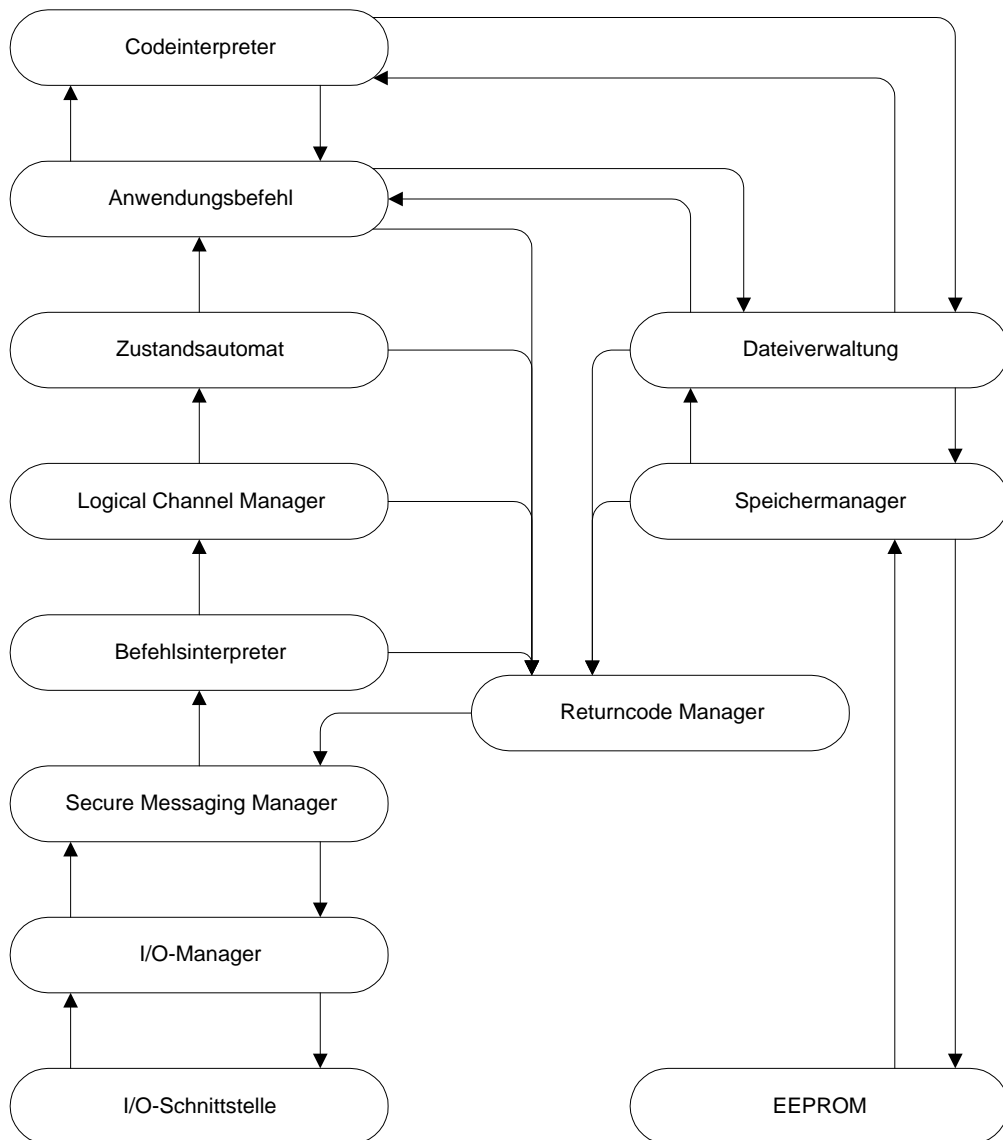 Codeinterpreter
Anwendungsbefehl
Zustandsautomat
Dateiverwaltung
Logical Channel Manager
Speichermanager
Befehlsinterpreter
Returncode Manager
Secure Messaging Manager
I/O-Manager
I/O-Schnittstelle
EEPROM